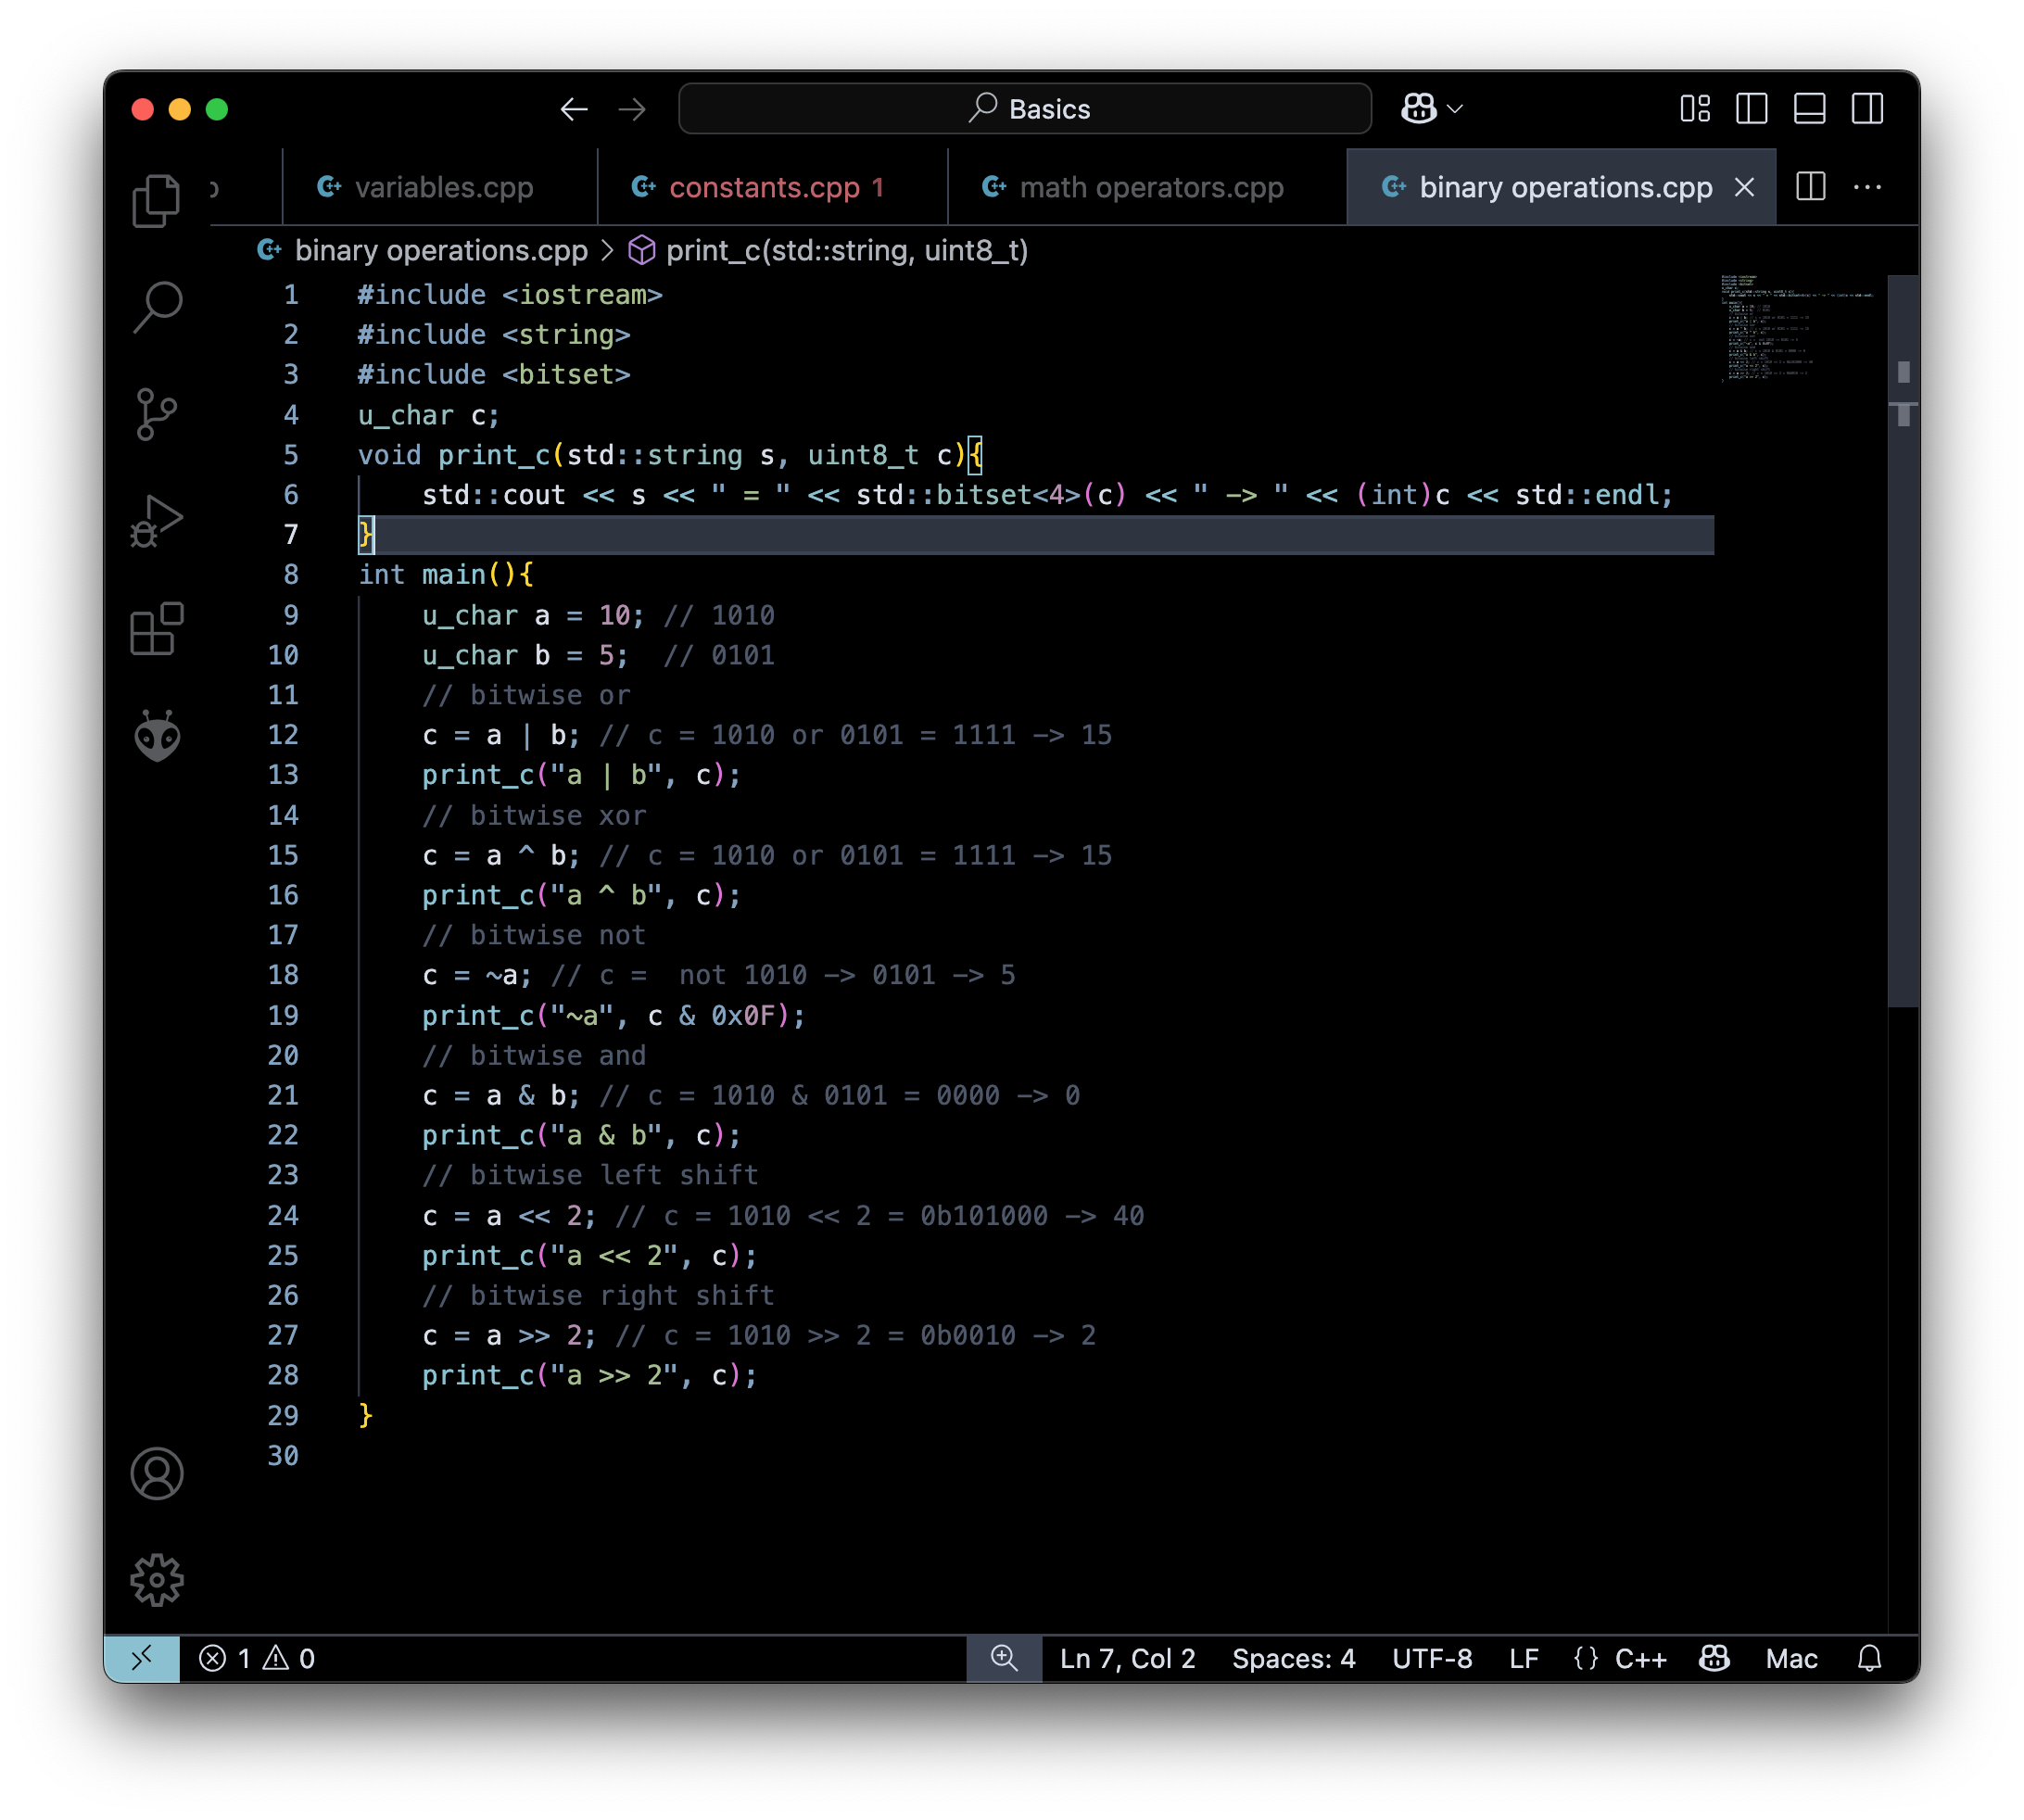 Basics
variables.cpp
constants.cpp 1
math operators.cpp
binary operations.cpp
binary operations.cpp > print_c(std::string, uint8_t)
1 #include <iostream>
2 #include <string>
3 #include <bitset>
4 u_char c;
5 void print_c(std::string s, uint8_t c){
6     std::cout << s << " = " << std::bitset<4>(c) << " -> " << (int)c << std::endl;
7 }
8 int main(){
9     u_char a = 10; // 1010
10     u_char b = 5;  // 0101
11     // bitwise or
12     c = a | b; // c = 1010 or 0101 = 1111 -> 15
13     print_c("a | b", c);
14     // bitwise xor
15     c = a ^ b; // c = 1010 or 0101 = 1111 -> 15
16     print_c("a ^ b", c);
17     // bitwise not
18     c = ~a; // c =  not 1010 -> 0101 -> 5
19     print_c("~a", c & 0x0F);
20     // bitwise and
21     c = a & b; // c = 1010 & 0101 = 0000 -> 0
22     print_c("a & b", c);
23     // bitwise left shift
24     c = a << 2; // c = 1010 << 2 = 0b101000 -> 40
25     print_c("a << 2", c);
26     // bitwise right shift
27     c = a >> 2; // c = 1010 >> 2 = 0b0010 -> 2
28     print_c("a >> 2", c);
29 }
30
1 0 Ln 7, Col 2 Spaces: 4 UTF-8 LF {} C++ Mac